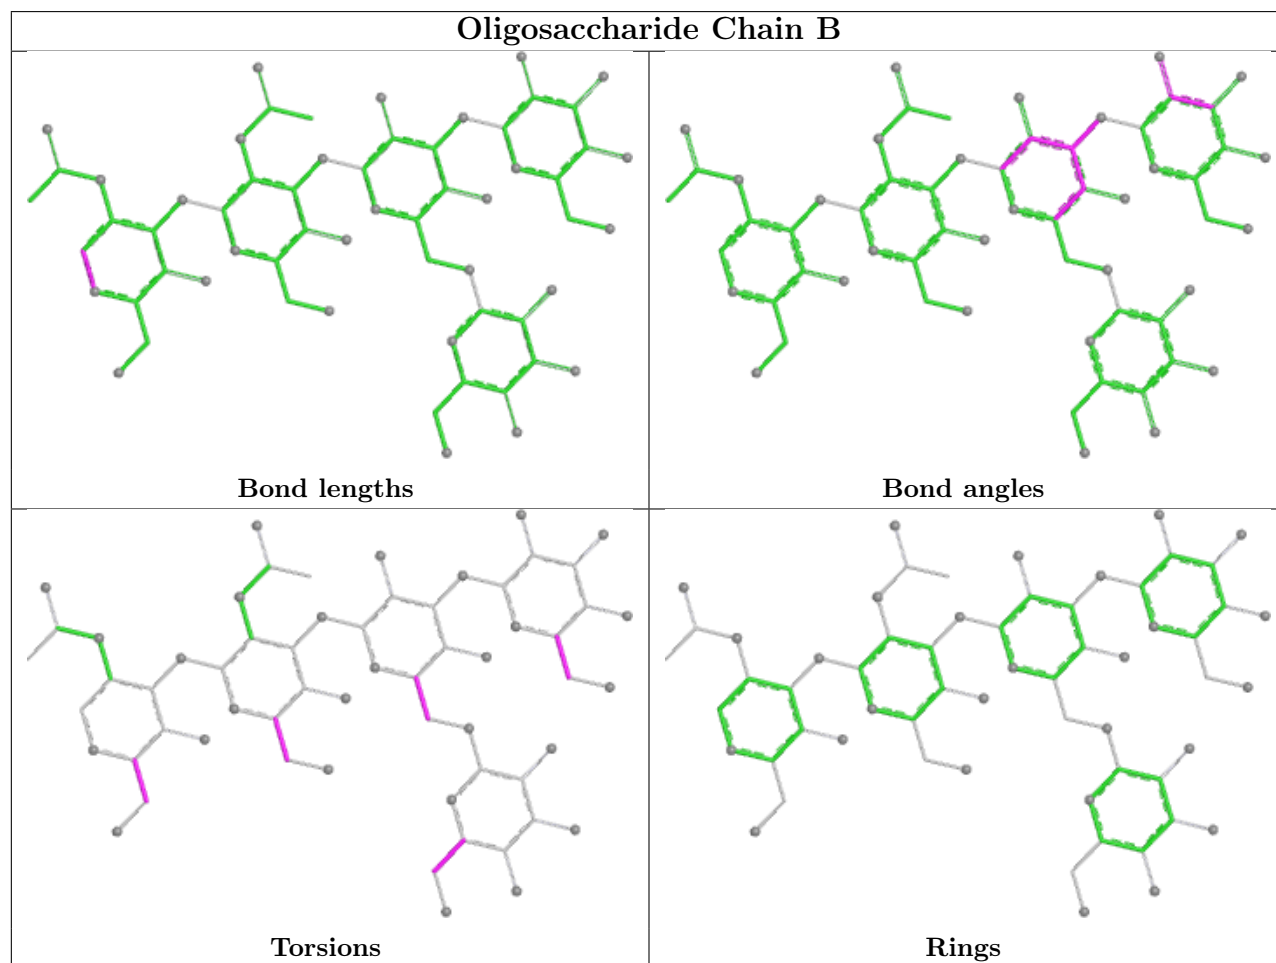 Oligosaccharide Chain B
Bond lengths
Bond angles
Torsions
Rings